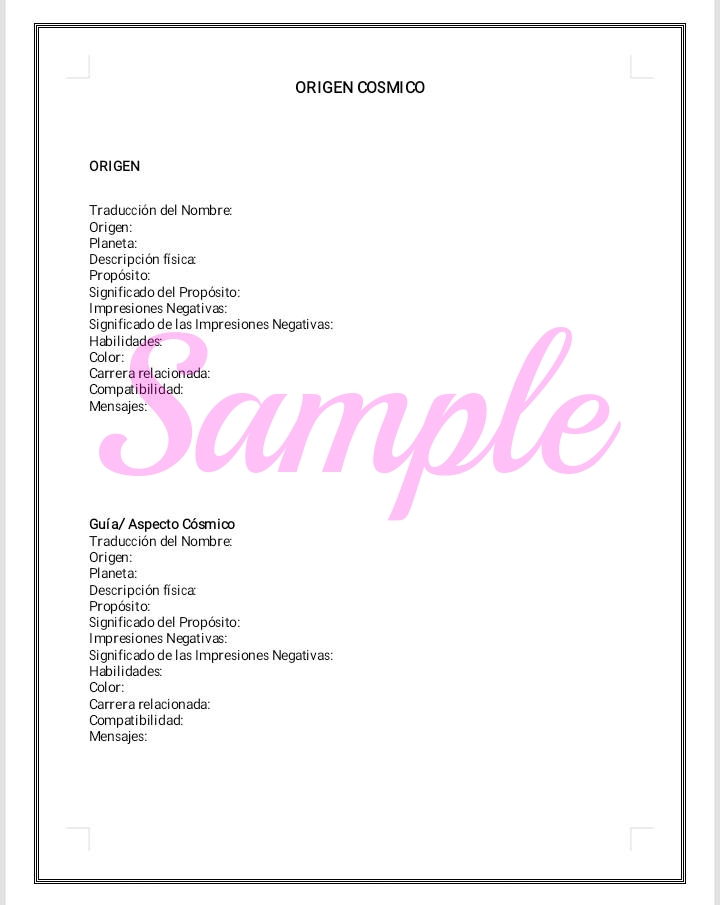 ORIGEN COSMICO
ORIGEN
Traducción del Nombre:
Origen:
Planeta:
Descripción física:
Propósito:
Significado del Propósito:
Impresiones Negativas:
Significado de las Impresiones Negativas:
Habilidades:
Color:
Carrera relacionada:
Compatibilidad:
Mensajes:
Sample
Guía/ Aspecto Cósmico
Traducción del Nombre:
Origen:
Planeta:
Descripción física:
Propósito:
Significado del Propósito:
Impresiones Negativas:
Significado de las Impresiones Negativas:
Habilidades:
Color:
Carrera relacionada:
Compatibilidad:
Mensajes: